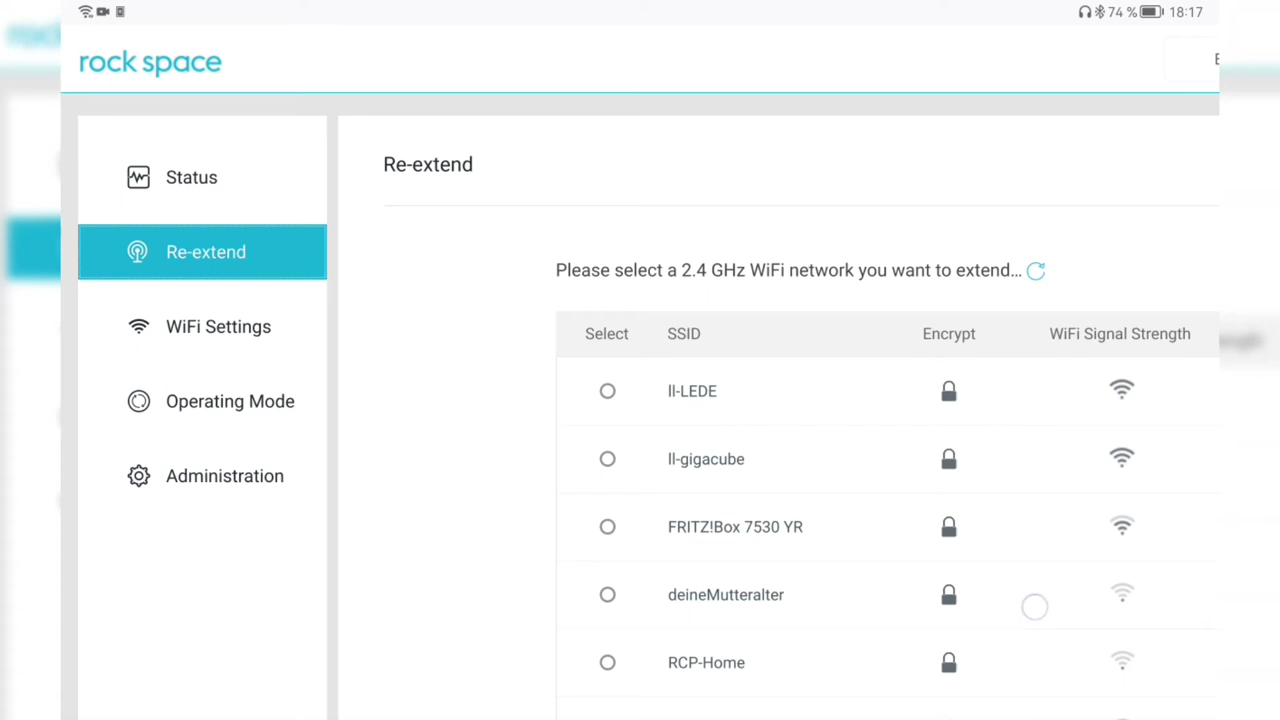 74 % 18:17
rock space
Status
Re-extend
WiFi Settings
Operating Mode
Administration
Re-extend
Please select a 2.4 GHz WiFi network you want to extend...
Select SSID Encrypt WiFi Signal Strength
ll-LEDE
ll-gigacube
FRITZ!Box 7530 YR
deineMutteralter
RCP-Home